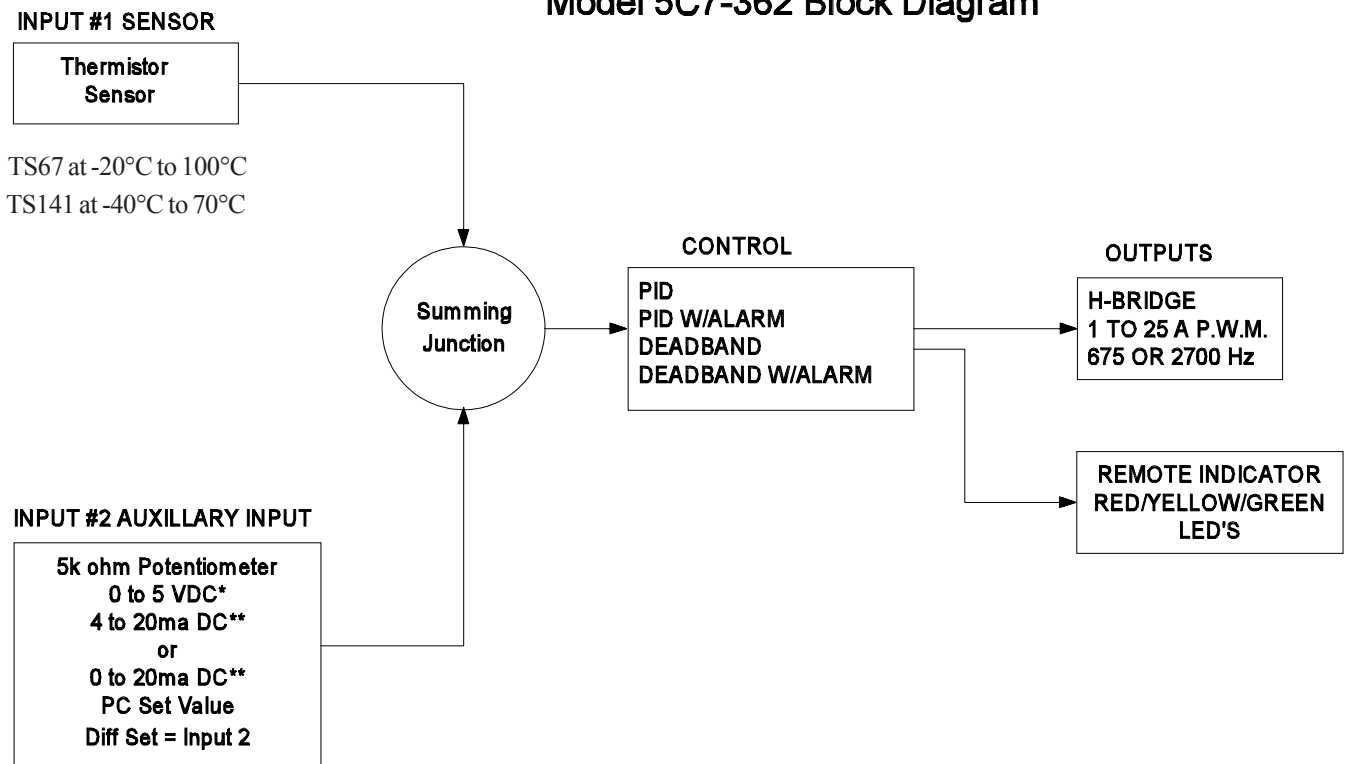 Model 5C7-362 Block Diagram
INPUT #1 SENSOR
Thermistor
Sensor
TS67 at -20°C to 100°C
TS141 at -40°C to 70°C
Summing
Junction
CONTROL
PID
PID W/ALARM
DEADBAND
DEADBAND W/ALARM
OUTPUTS
H-BRIDGE
1 TO 25 A P.W.M.
675 OR 2700 Hz
REMOTE INDICATOR
RED/YELLOW/GREEN
LED'S
INPUT #2 AUXILLARY INPUT
5k ohm Potentiometer
0 to 5 VDC*
4 to 20ma DC**
or
0 to 20ma DC**
PC Set Value
Diff Set = Input 2